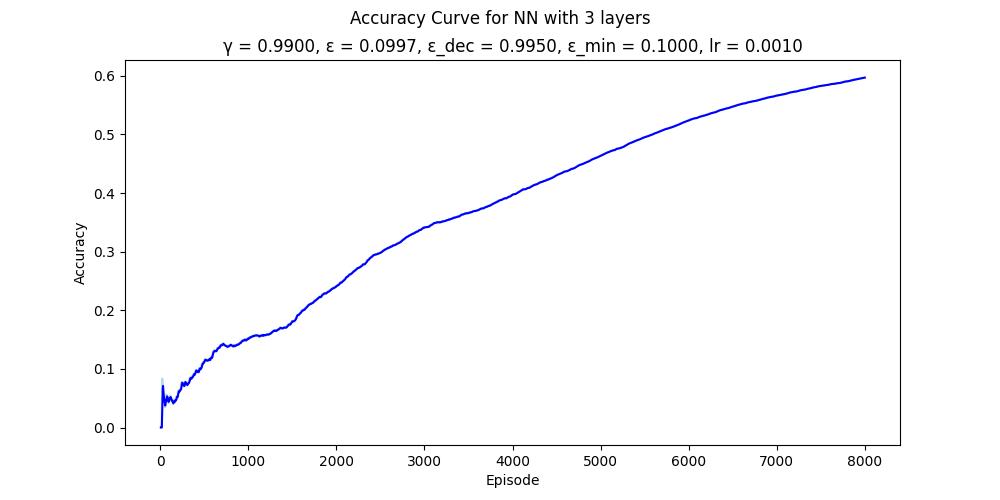 Accuracy Curve for NN with 3 layers
γ = 0.9900, ε = 0.0997, ε_dec = 0.9950, ε_min = 0.1000, lr = 0.0010
0.6
0.5
0.4
0.3
0.2
0.1
0.0
Accuracy
0 1000 2000 3000 4000 5000 6000 7000 8000
Episode